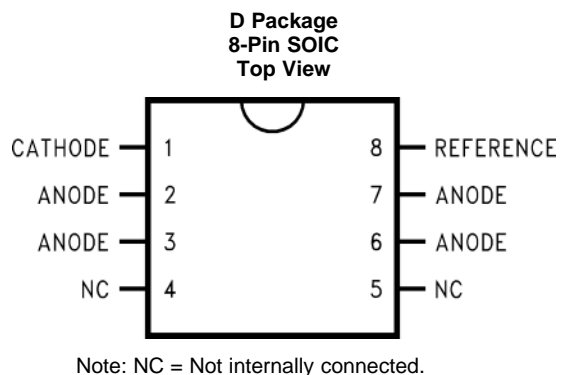 D Package
8-Pin SOIC
Top View
CATHODE 1 8 REFERENCE
ANODE 2 7 ANODE
ANODE 3 6 ANODE
NC 4 5 NC
Note: NC = Not internally connected.